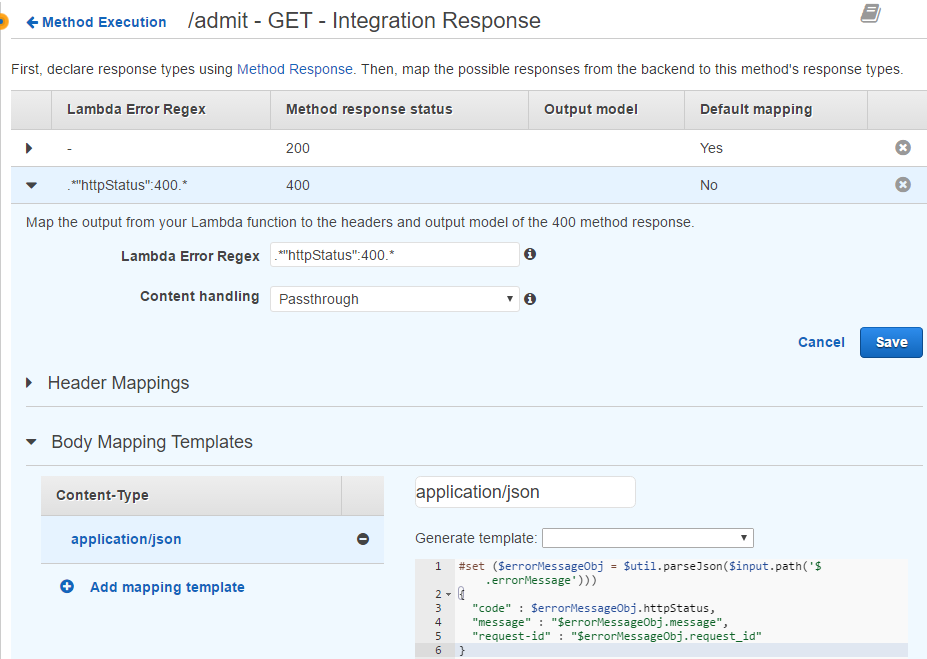 Method Execution /admit - GET - Integration Response
First, declare response types using Method Response. Then, map the possible responses from the backend to this method's response types.
Lambda Error Regex Method response status Output model Default mapping
- 200 Yes
.*"httpStatus":400.* 400 No
Map the output from your Lambda function to the headers and output model of the 400 method response.
Lambda Error Regex .*"httpStatus":400.*
Content handling Passthrough
Cancel Save
Header Mappings
Body Mapping Templates
Content-Type
application/json
application/json
Generate template:
Add mapping template
1 #set ($errorMessageObj = $util.parseJson($input.path('$
.errorMessage')))
2 {
3 "code" : $errorMessageObj.httpStatus,
4 "message" : "$errorMessageObj.message",
5 "request-id" : "$errorMessageObj.request_id"
6 }